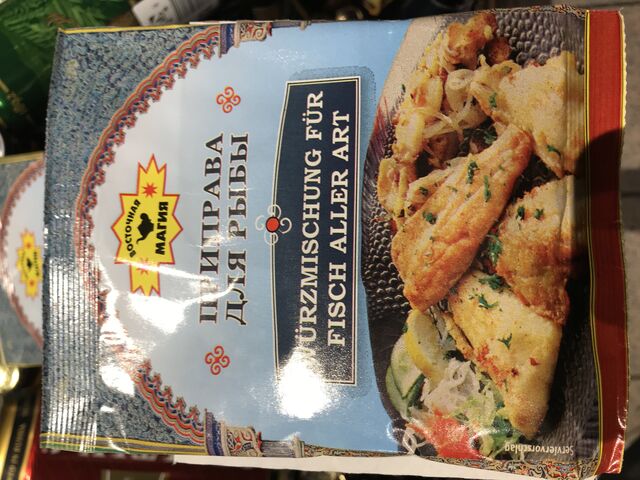 ВОСТОЧНАЯ
МАГИЯ
ПРИПРАВА
ДЛЯ РЫБЫ
WÜRZMISCHUNG FÜR
FISCH ALLER ART
Serviervorschlag